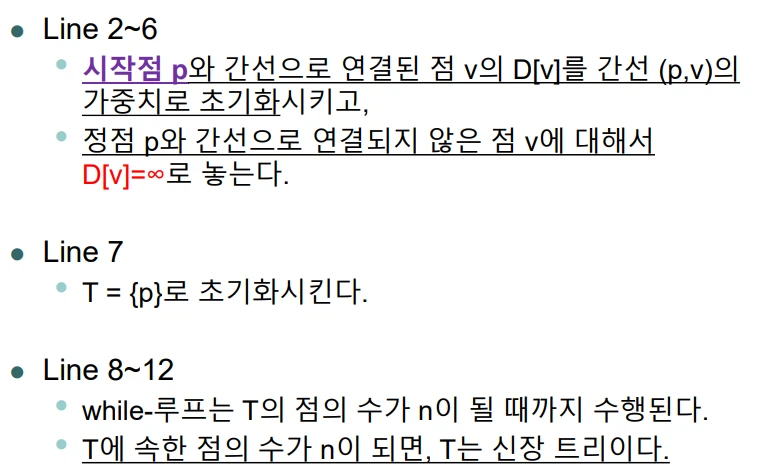 Line 2~6
시작점 p와 간선으로 연결된 점 v의 D[v]를 간선 (p,v)의
가중치로 초기화시키고,
정점 p와 간선으로 연결되지 않은 점 v에 대해서
D[v]=∞로 놓는다.
Line 7
T = {p}로 초기화시킨다.
Line 8~12
while-루프는 T의 점의 수가 n이 될 때까지 수행된다.
T에 속한 점의 수가 n이 되면, T는 신장 트리이다.